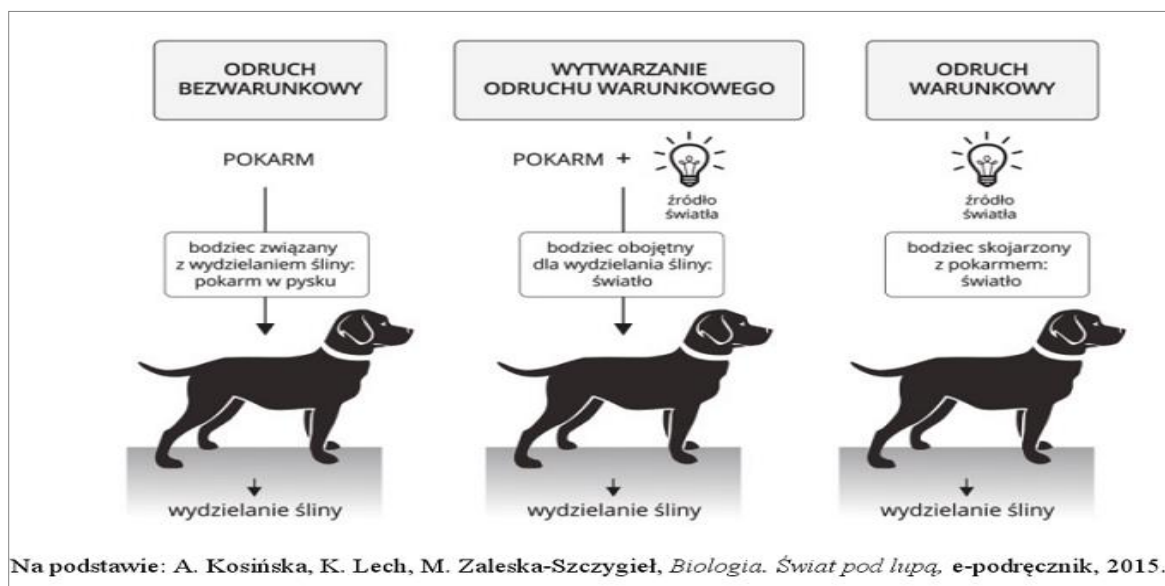 ODRUCH
BEZWARUNKOWY
POKARM
bodziec związany
z wydzielaniem śliny:
pokarm w pysku
wydzielanie śliny
WYTWARZANIE
ODRUCHU WARUNKOWEGO
POKARM +
źródło
światła
bodziec obojętny
dla wydzielania śliny:
światło
wydzielanie śliny
ODRUCH
WARUNKOWY
źródło
światła
bodziec skojarzony
z pokarmem:
światło
wydzielanie śliny
Na podstawie: A. Kosińska, K. Lech, M. Zaleska-Szczygieł, Biologia. Świat pod lupą, e-podręcznik, 2015.